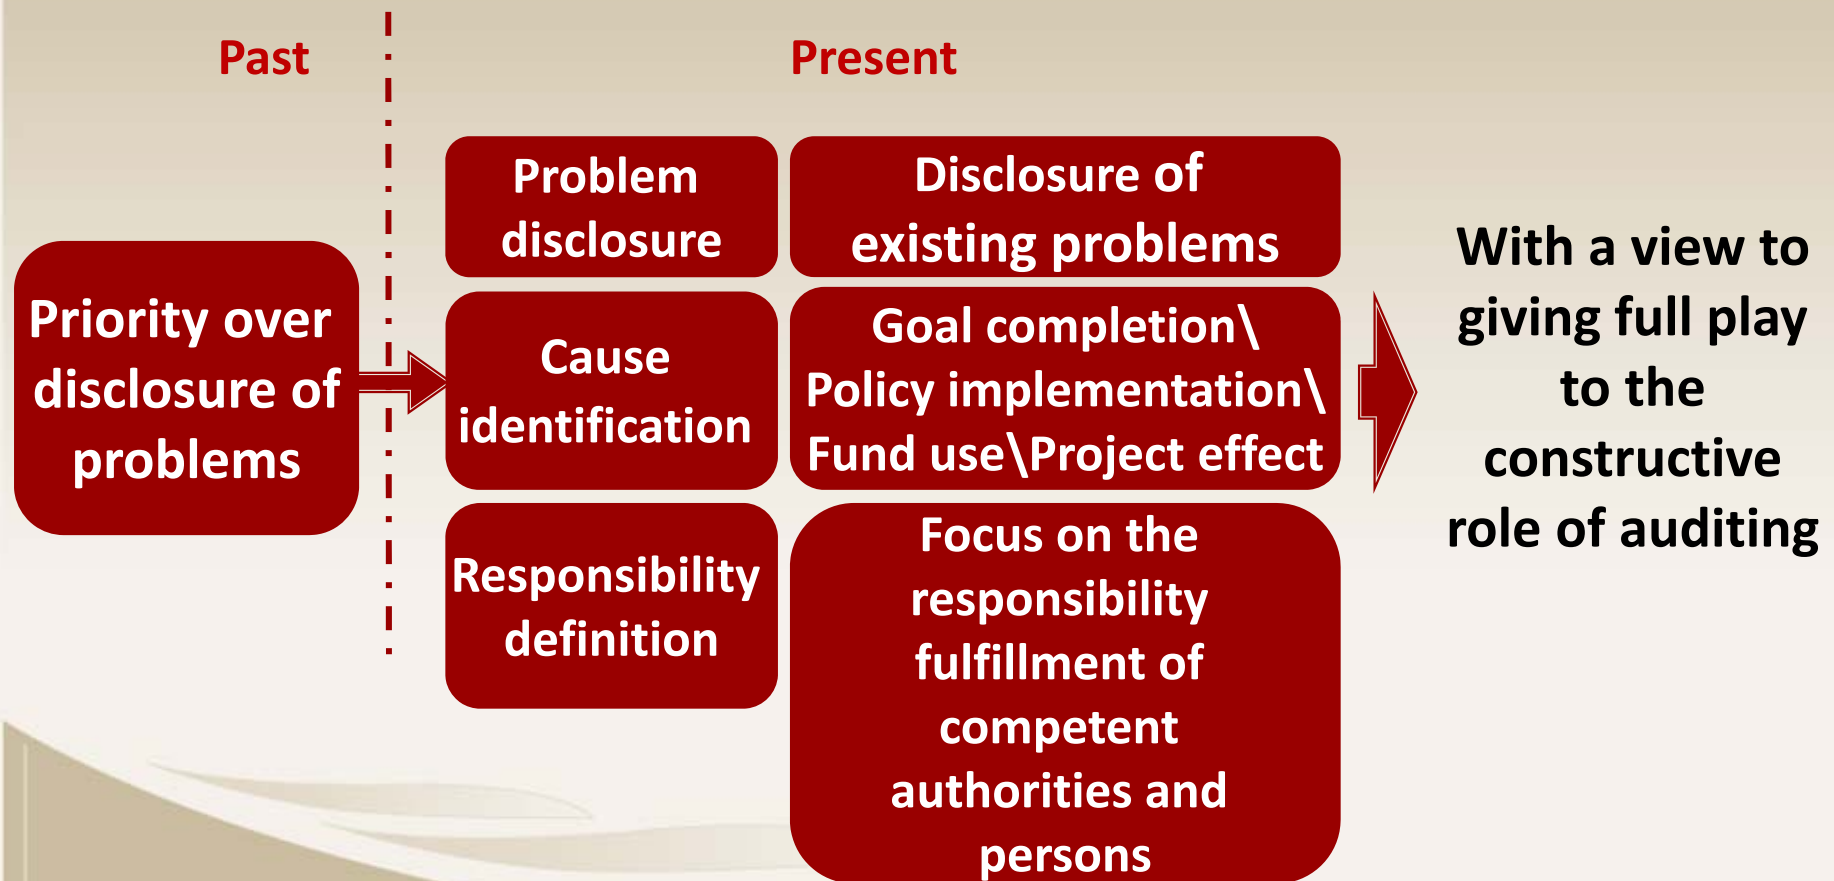 Past
Present
Priority over
disclosure of
problems
Problem
disclosure
Disclosure of
existing problems
Cause
identification
Goal completion\
Policy implementation\
Fund use\Project effect
Responsibility
definition
Focus on the
responsibility
fulfillment of
competent
authorities and
persons
With a view to
giving full play
to the
constructive
role of auditing